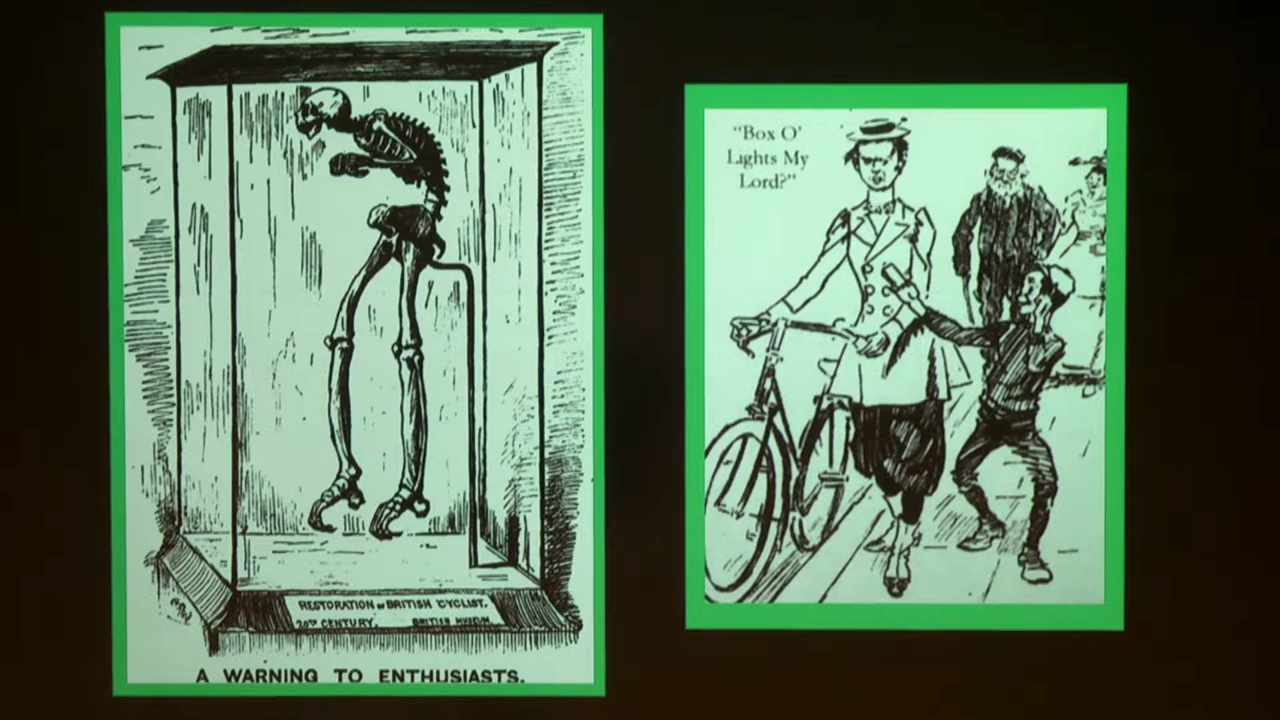 RESTORATION OF BRITISH CYCLIST.
20TH CENTURY. BRITISH MUSEUM
A WARNING TO ENTHUSIASTS.
"Box O'
Lights My
Lord?"